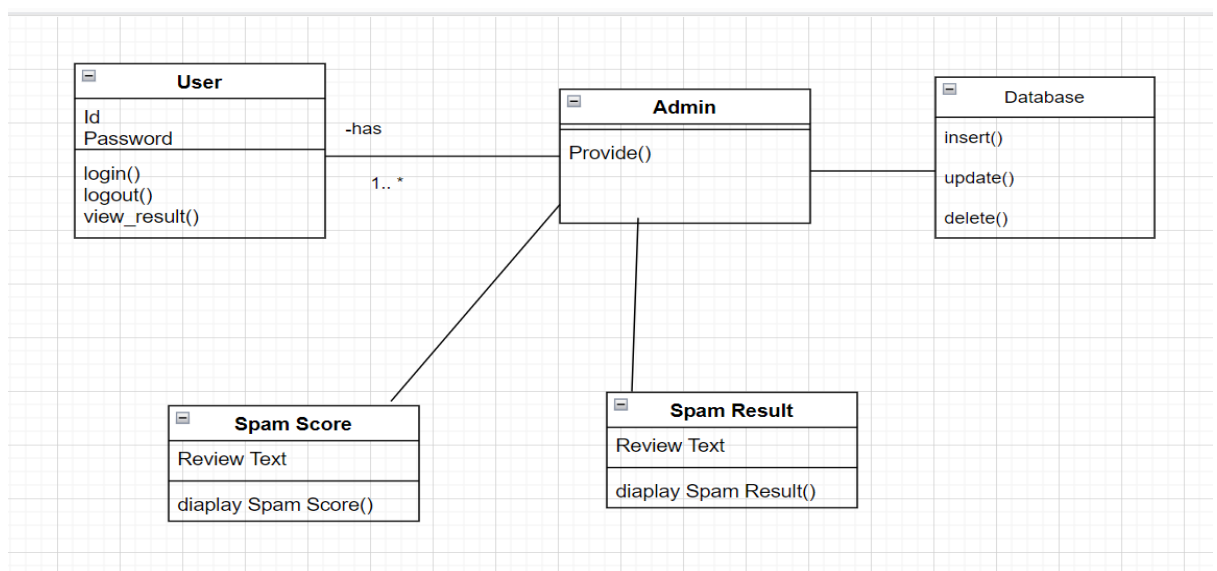 User
Id
Password
login()
logout()
view_result()
-has
1.. *
Admin
Provide()
Database
insert()
update()
delete()
Spam Score
Review Text
diaplay Spam Score()
Spam Result
Review Text
diaplay Spam Result()